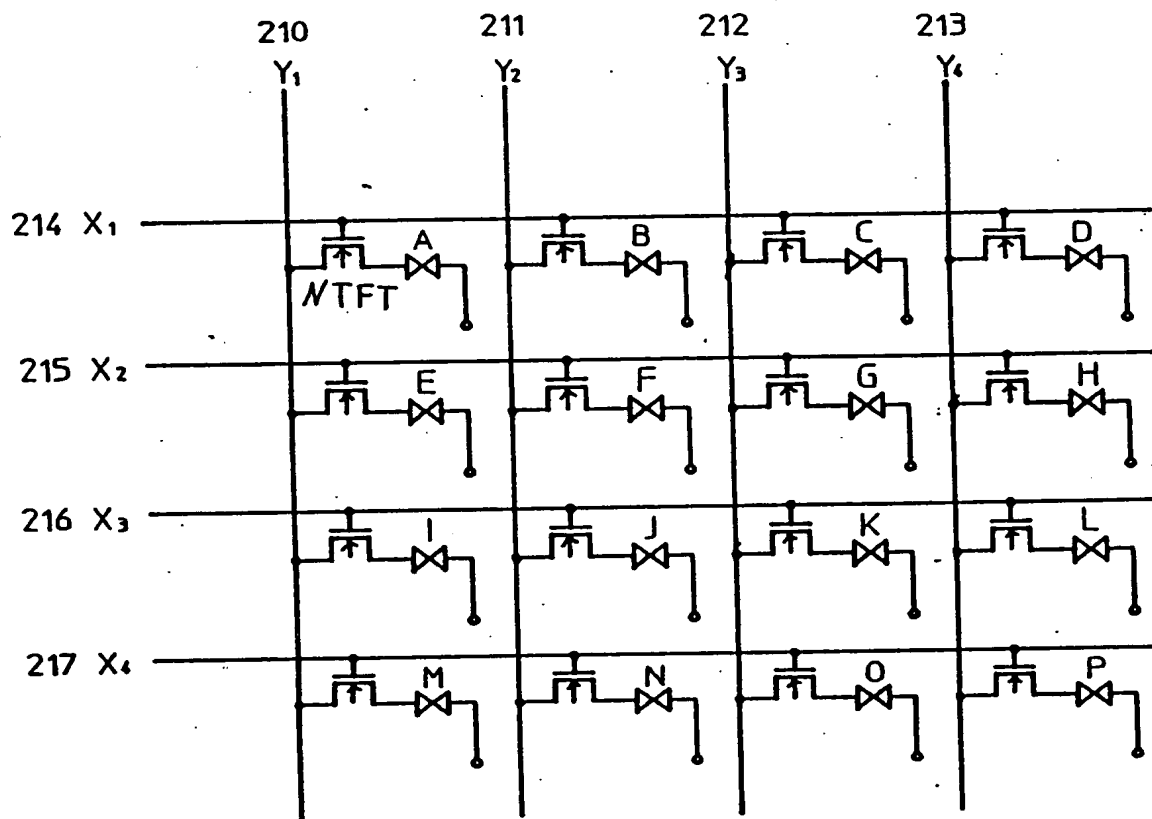 210 211 212 213
Y₁ Y₂ Y₃ Y₄
214 X₁
A B C D
NTFT
215 X₂
E F G H
216 X₃
I J K L
217 X₄
M N O P